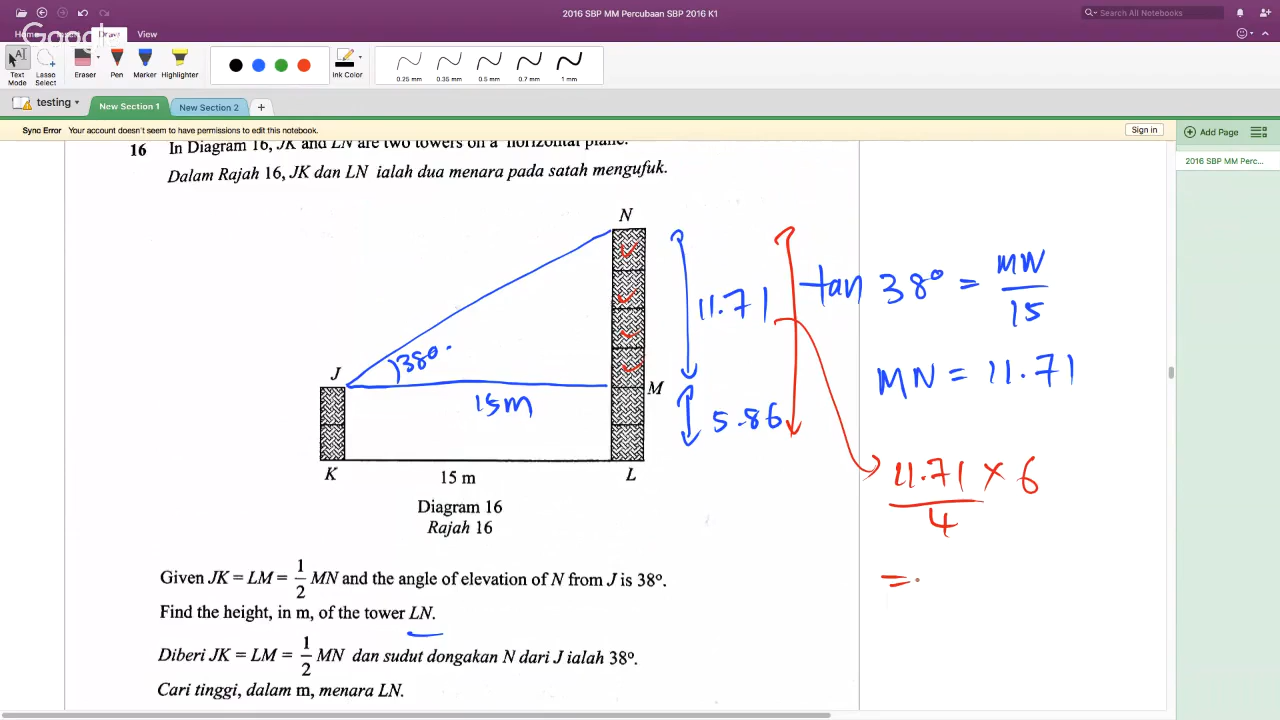 2016 SBP MM Percubaan SBP 2016 K1
Search All Notebooks
Home Insert Draw View
Text Mode
Lasso Select
Eraser
Pen
Marker
Highlighter
Ink Color
0.25 mm
0.35 mm
0.5 mm
0.7 mm
1 mm
testing
New Section 1
New Section 2
+
Sync Error Your account doesn't seem to have permissions to edit this notebook.
Sign in
Add Page
2016 SBP MM Percu...
16 In Diagram 16, JK and LN are two towers on a horizontal plane.
Dalam Rajah 16, JK dan LN ialah dua menara pada satah mengufuk.
N
J
38°
15m
M
K
15 m
L
11.71
5.86
Diagram 16
Rajah 16
tan 38° = MN/15
MN = 11.71
11.71/4 × 6
=
Given JK = LM = 1/2 MN and the angle of elevation of N from J is 38°.
Find the height, in m, of the tower LN.
Diberi JK = LM = 1/2 MN dan sudut dongakan N dari J ialah 38°.
Cari tinggi, dalam m, menara LN.